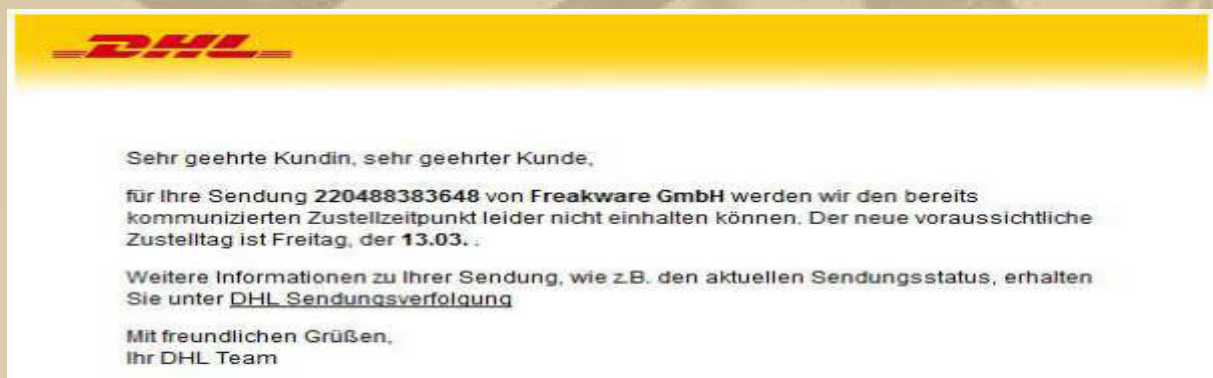 DHL
Sehr geehrte Kundin, sehr geehrter Kunde,
für Ihre Sendung 220488383648 von Freakware GmbH werden wir den bereits
kommunizierten Zustellzeitpunkt leider nicht einhalten können. Der neue voraussichtliche
Zustelltag ist Freitag, der 13.03. .
Weitere Informationen zu Ihrer Sendung, wie z.B. den aktuellen Sendungsstatus, erhalten
Sie unter DHL Sendungsverfolgung
Mit freundlichen Grüßen,
Ihr DHL Team